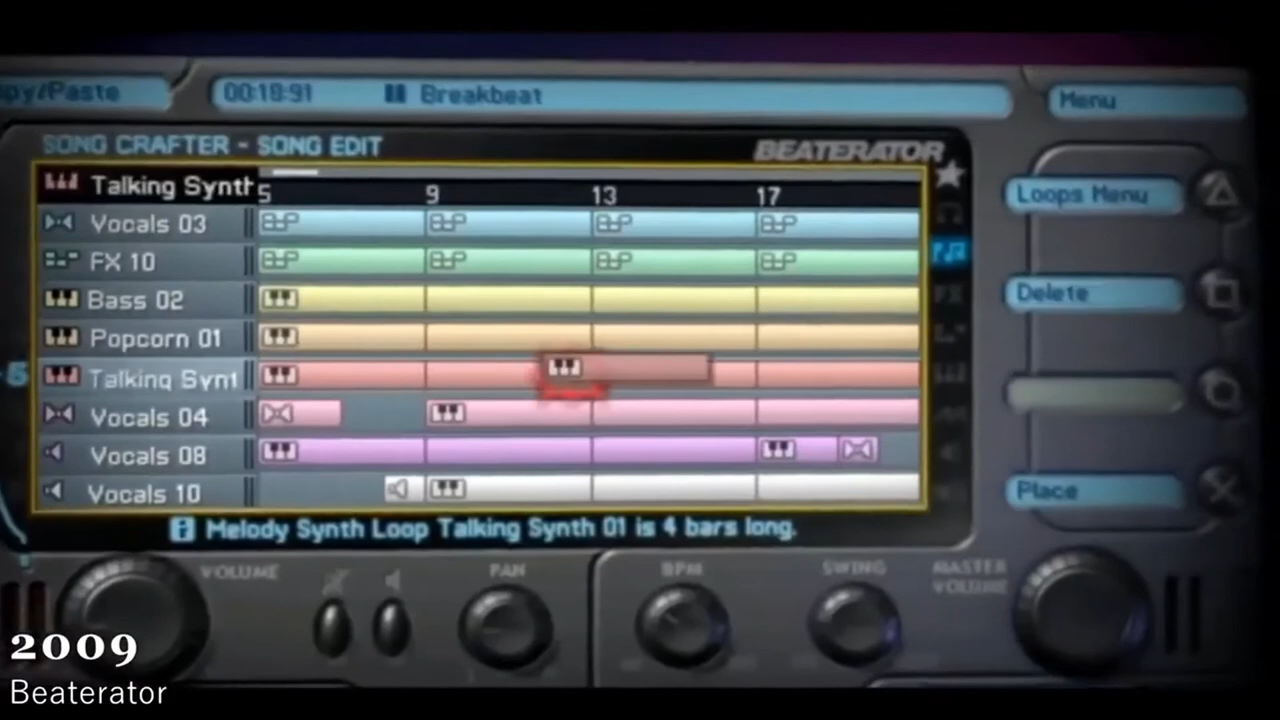 py/Paste
00:18:91 Breakbeat
Menu
SONG CRAFTER - SONG EDIT
BEATERATOR
Talking Synth
5 9 13 17
Vocals 03
FX 10
Bass 02
Popcorn 01
Talking Synt
Vocals 04
Vocals 08
Vocals 10
Loops Menu
Delete
Place
Melody Synth Loop Talking Synth 01 is 4 bars long.
VOLUME
PAN
BPM
SWING
MASTER
VOLUME
2009
Beaterator